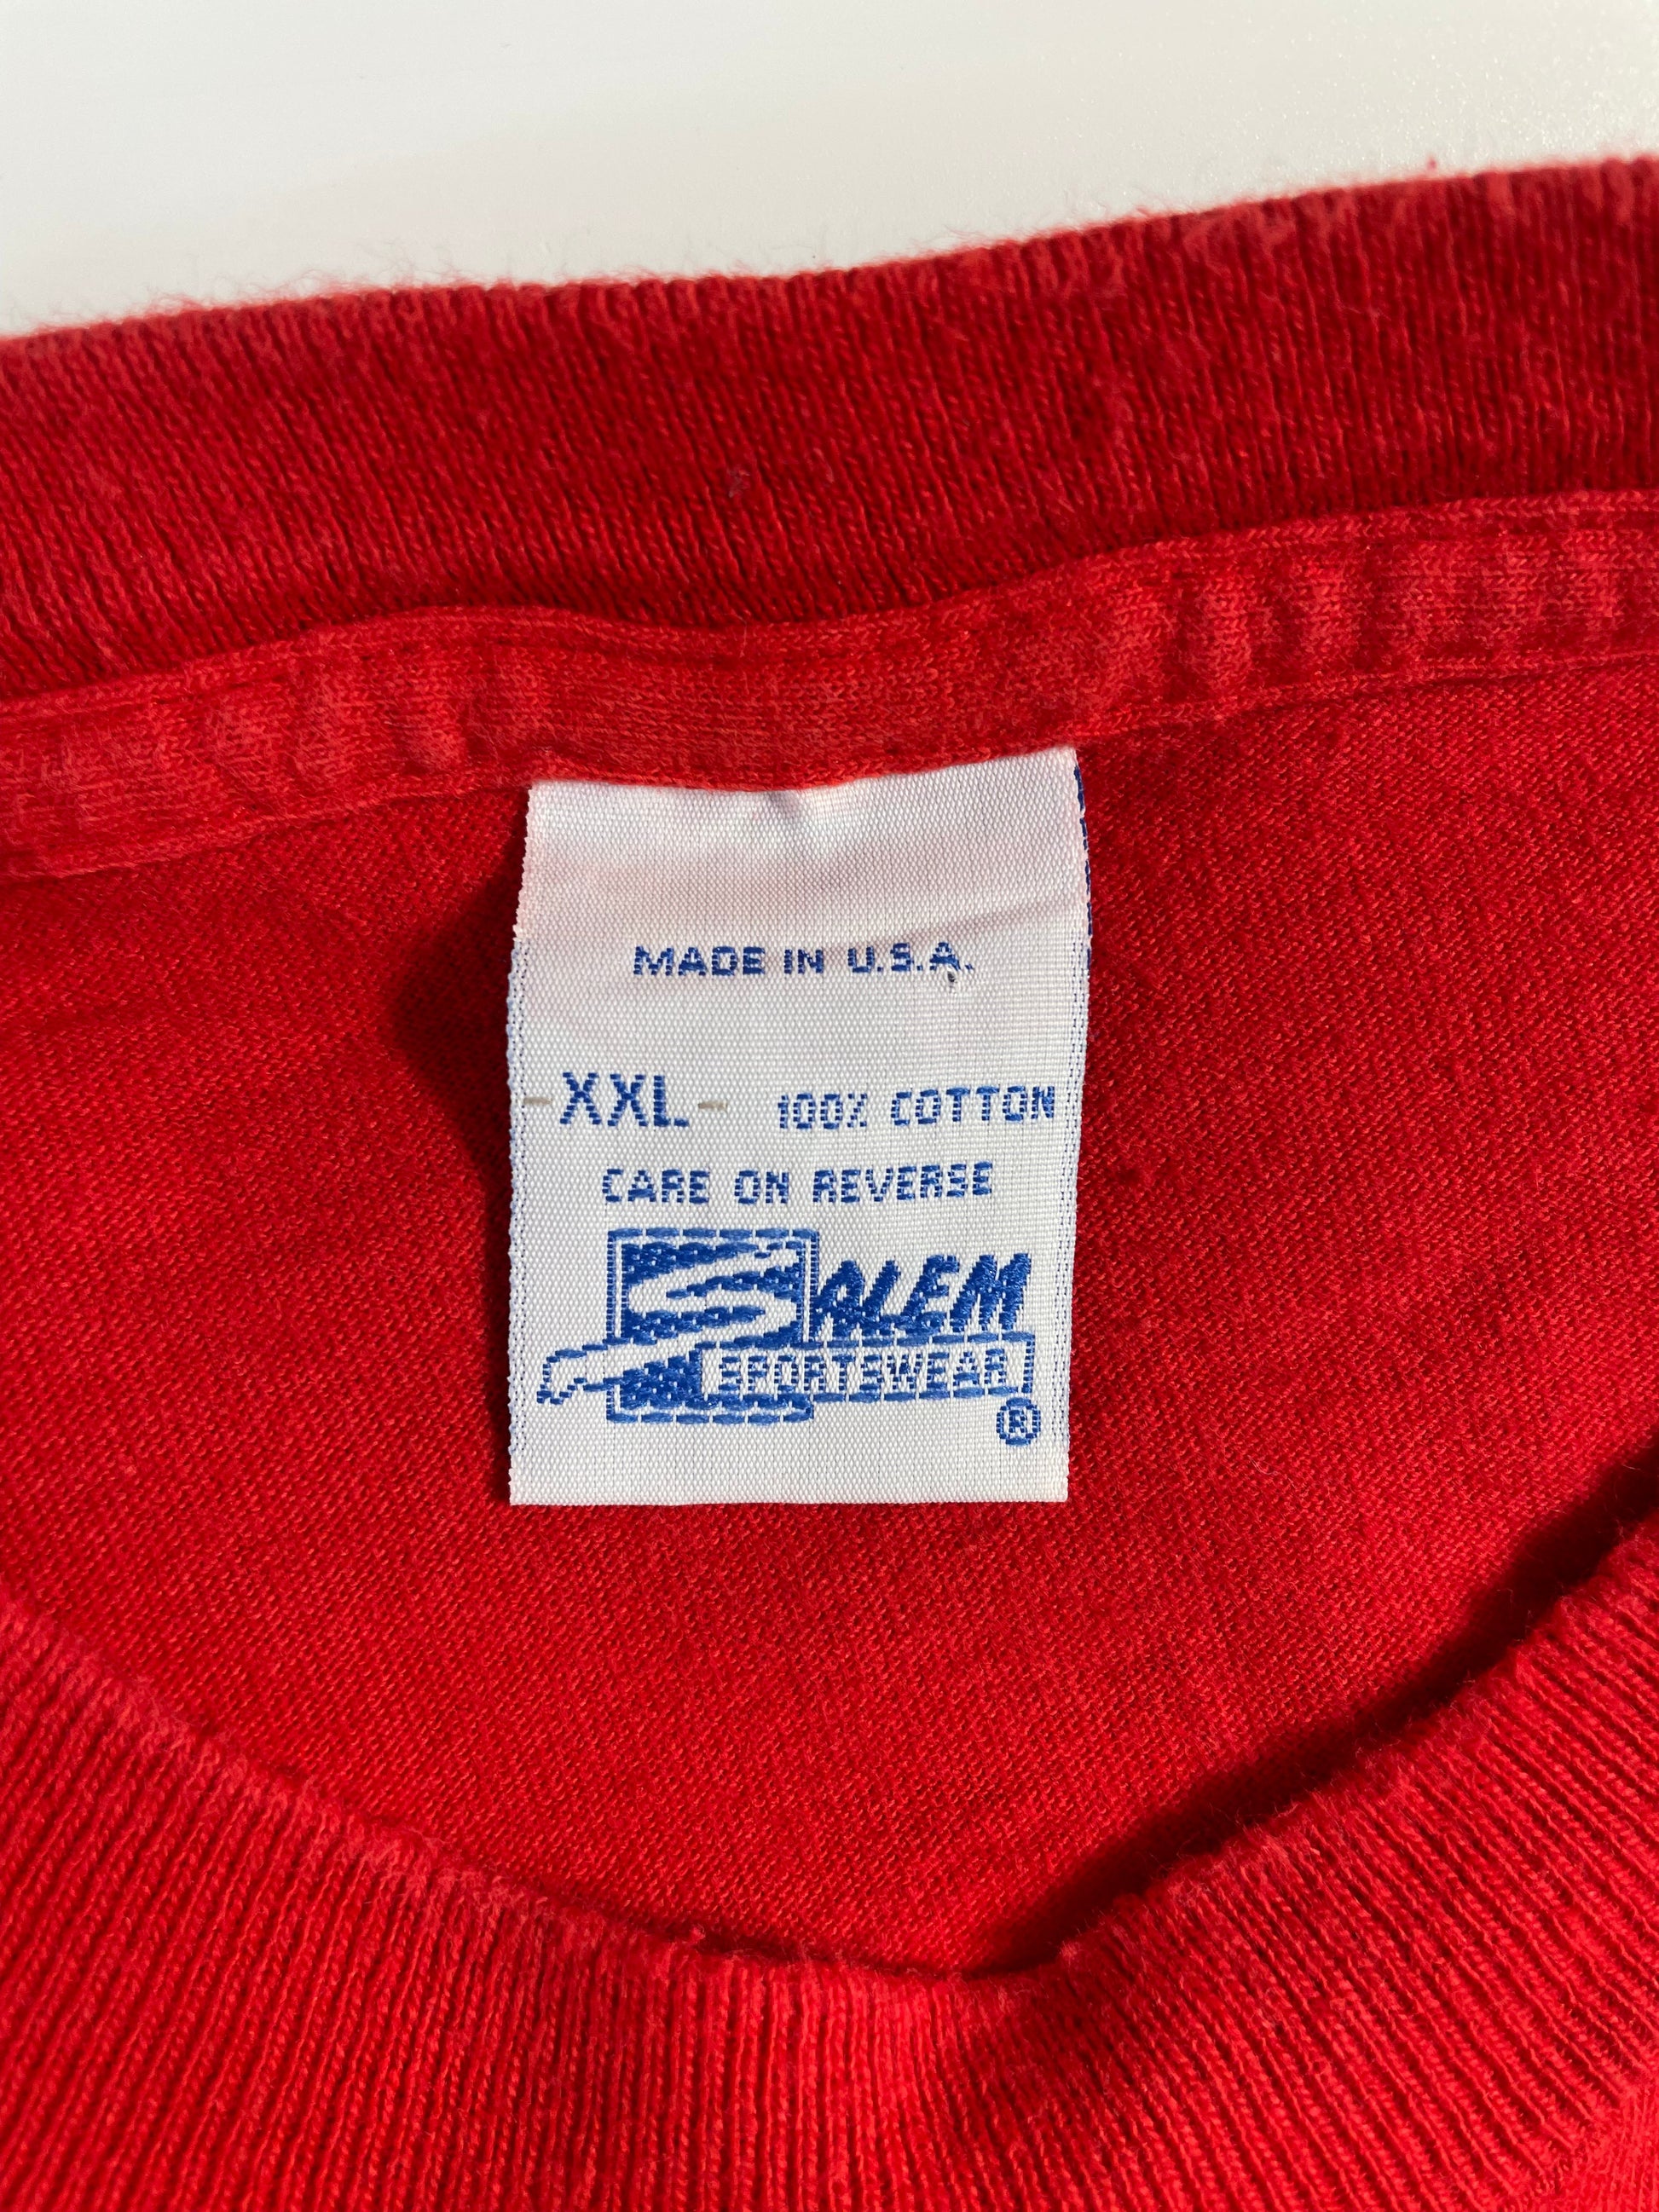 MADE IN U.S.A.
-XXL- 100% COTTON
CARE ON REVERSE
SALEM
SPORTSWEAR
®